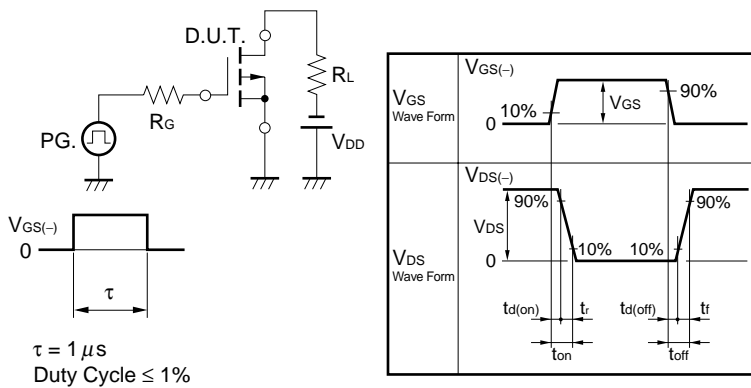 D.U.T.
RL
RG
PG.
VDD
VGS(−)
0
τ
τ = 1 μs
Duty Cycle ≤ 1%
VGS
Wave Form
VGS(−)
10%
VGS
90%
0
VDS
Wave Form
VDS(−)
90%
90%
VDS
10%
10%
0
td(on)
tr
td(off)
tf
ton
toff